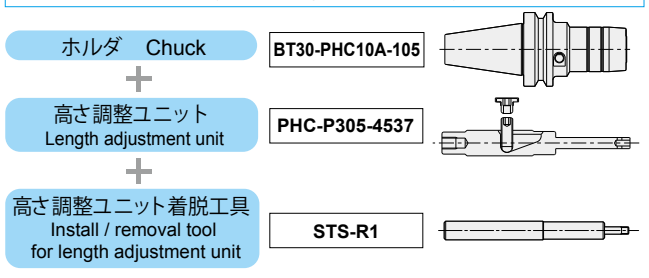 ホルダ Chuck
BT30-PHC10A-105
高さ調整ユニット
Length adjustment unit
PHC-P305-4537
高さ調整ユニット着脱工具
Install / removal tool
for length adjustment unit
STS-R1